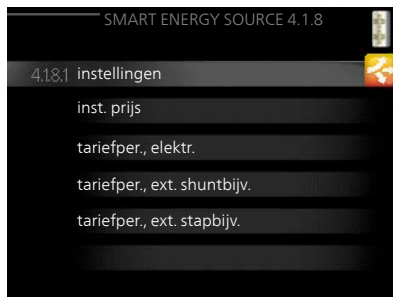 SMART ENERGY SOURCE 4.1.8
4.1.8.1 instellingen
inst. prijs
tariefper., elektr.
tariefper., ext. shuntbijv.
tariefper., ext. stapbijv.